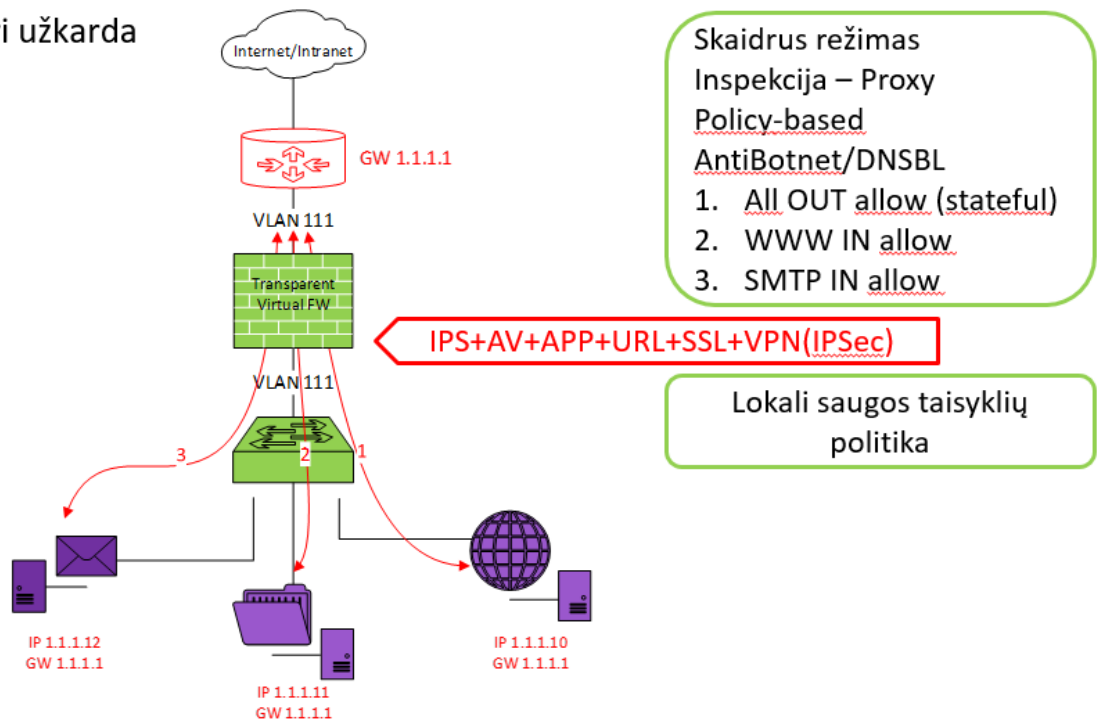 i užkarda
Internet/Intranet
GW 1.1.1.1
VLAN 111
Transparent
Virtual FW
VLAN 111
3
2
1
IP 1.1.1.12
GW 1.1.1.1
IP 1.1.1.11
GW 1.1.1.1
IP 1.1.1.10
GW 1.1.1.1
Skaidrus režimas
Inspekcija – Proxy
Policy-based
AntiBotnet/DNSBL
1. All OUT allow (stateful)
2. WWW IN allow
3. SMTP IN allow
IPS+AV+APP+URL+SSL+VPN(IPSec)
Lokali saugos taisyklių
politika